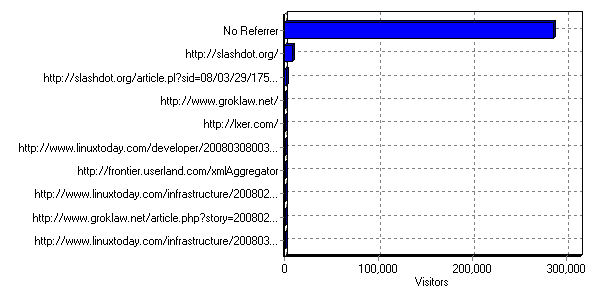 No Referrer
http://slashdot.org/
http://slashdot.org/article.pl?sid=08/03/29/175...
http://www.groklaw.net/
http://lxer.com/
http://www.linuxtoday.com/developer/20080308003...
http://frontier.userland.com/xmlAggregator
http://www.linuxtoday.com/infrastructure/200802...
http://www.groklaw.net/article.php?story=200802...
http://www.linuxtoday.com/infrastructure/200803...
0 100,000 200,000 300,000
Visitors